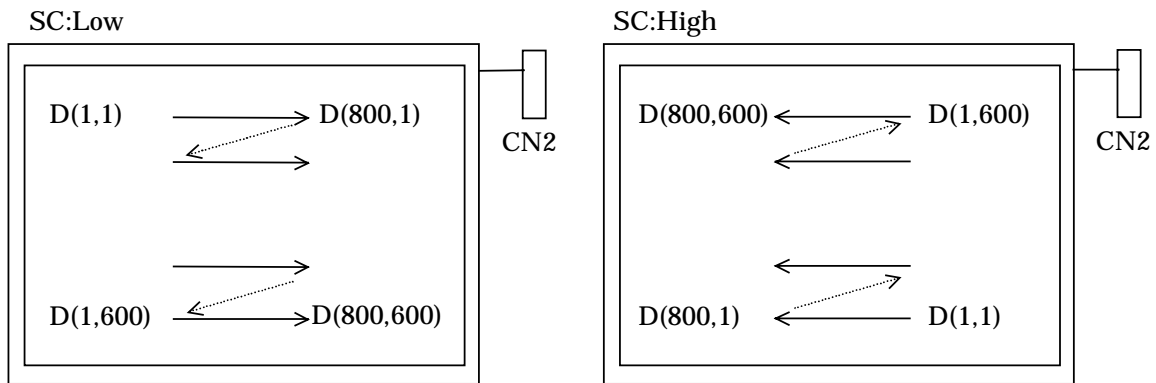 SC:Low
D(1,1)
D(800,1)
CN2
D(1,600)
D(800,600)
SC:High
D(800,600)
D(1,600)
CN2
D(800,1)
D(1,1)